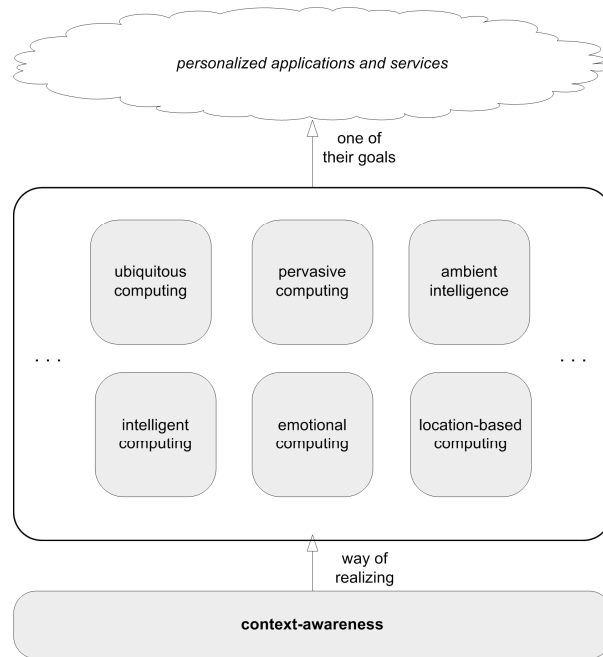 personalized applications and services
one of
their goals
ubiquitous
computing
pervasive
computing
ambient
intelligence
. . .
. . .
intelligent
computing
emotional
computing
location-based
computing
way of
realizing
context-awareness